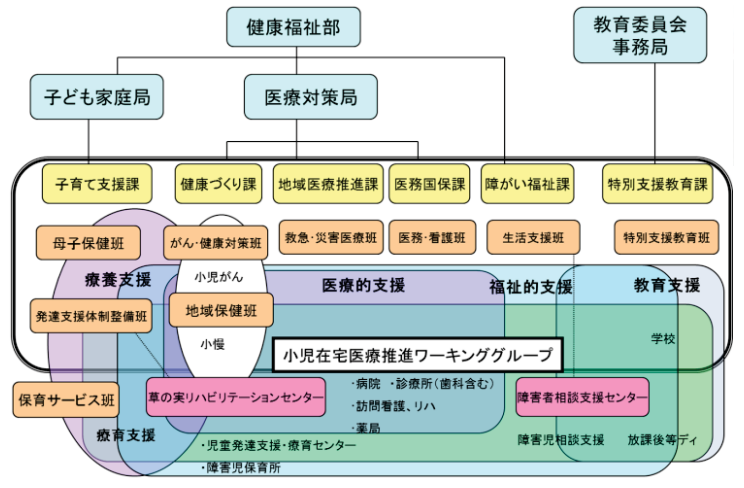 健康福祉部
教育委員会
事務局
子ども家庭局
医療対策局
子育て支援課
健康づくり課
地域医療推進課
医務国保課
障がい福祉課
特別支援教育課
母子保健班
がん・健康対策班
救急・災害医療班
医務・看護班
生活支援班
特別支援教育班
療養支援
小児がん
医療的支援
福祉的支援
教育支援
発達支援体制整備班
地域保健班
小慢
学校
小児在宅医療推進ワーキンググループ
保育サービス班
草の実リハビリテーションセンター
・病院 ・診療所(歯科含む)
・訪問看護、リハ
・薬局
障害者相談支援センター
療育支援
・児童発達支援・療育センター
・障害児保育所
障害児相談支援
放課後等ディ